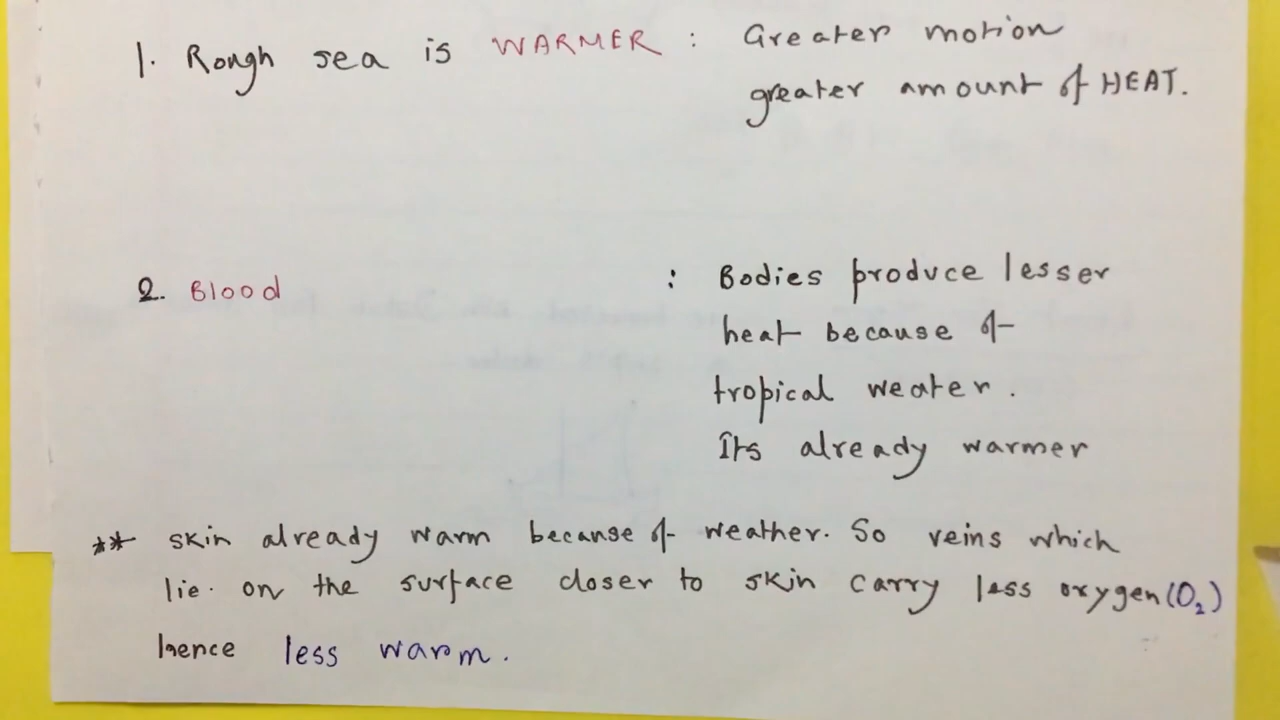 1. Rough sea is WARMER : Greater motion
greater amount of HEAT.
2. Blood : Bodies produce lesser
heat because of
tropical weater.
Its already warmer
** skin already warm because of weather. So veins which
lie. on the surface closer to skin carry less oxygen (O₂)
hence less warm.